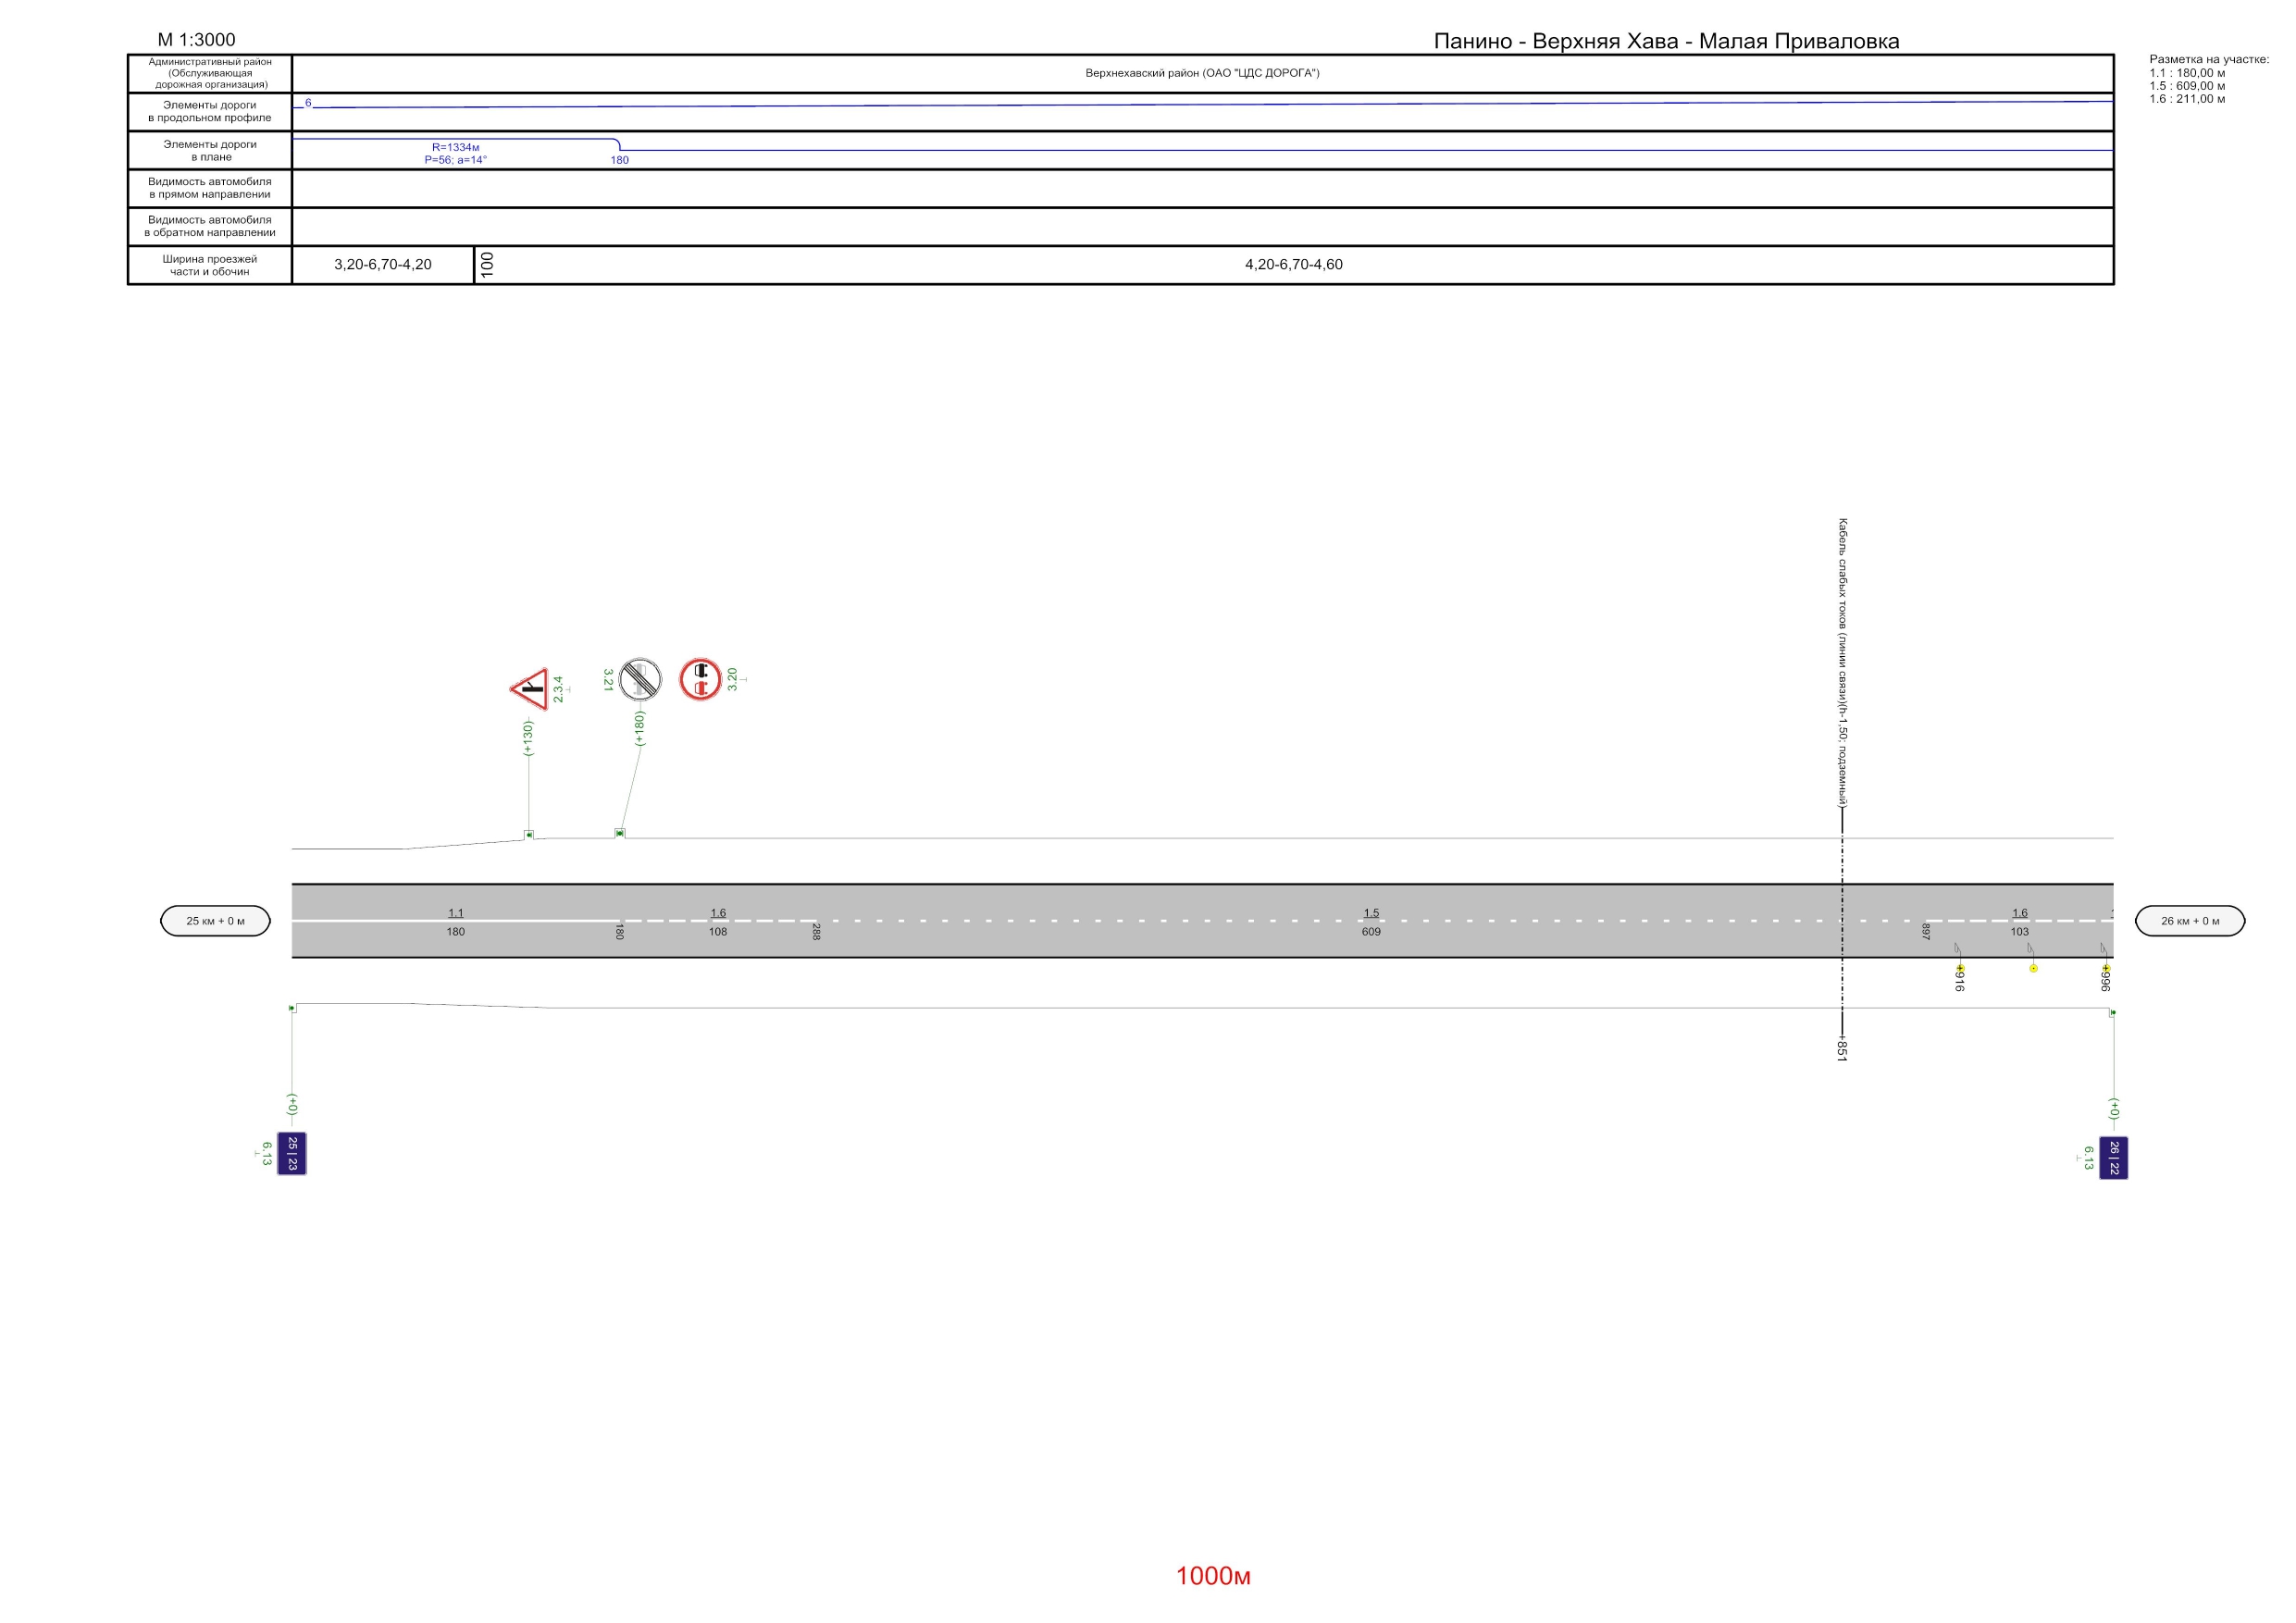 М 1:3000
Панино - Верхняя Хава - Малая Приваловка
Административный район
(Обслуживающая
дорожная организация)
Верхнехавский район (ОАО "ЦДС ДОРОГА")
Разметка на участке:
1.1 : 180,00 м
1.5 : 609,00 м
1.6 : 211,00 м
Элементы дороги
в продольном профиле
6
Элементы дороги
в плане
R=1334м
P=56; a=14°
180
Видимость автомобиля
в прямом направлении
Видимость автомобиля
в обратном направлении
Ширина проезжей
части и обочин
3,20-6,70-4,20
100
4,20-6,70-4,60
Кабель слабых токов (линии связи)(h-1,50; подземный)
2.3.4
3.21
3.20
(+130)
(+180)
25 км + 0 м
1.1
180
180
1.6
108
288
1.5
609
897
1.6
103
26 км + 0 м
+916
+996
+851
(+0)
6.13
25 | 23
(+0)
6.13
26 | 22
1000м